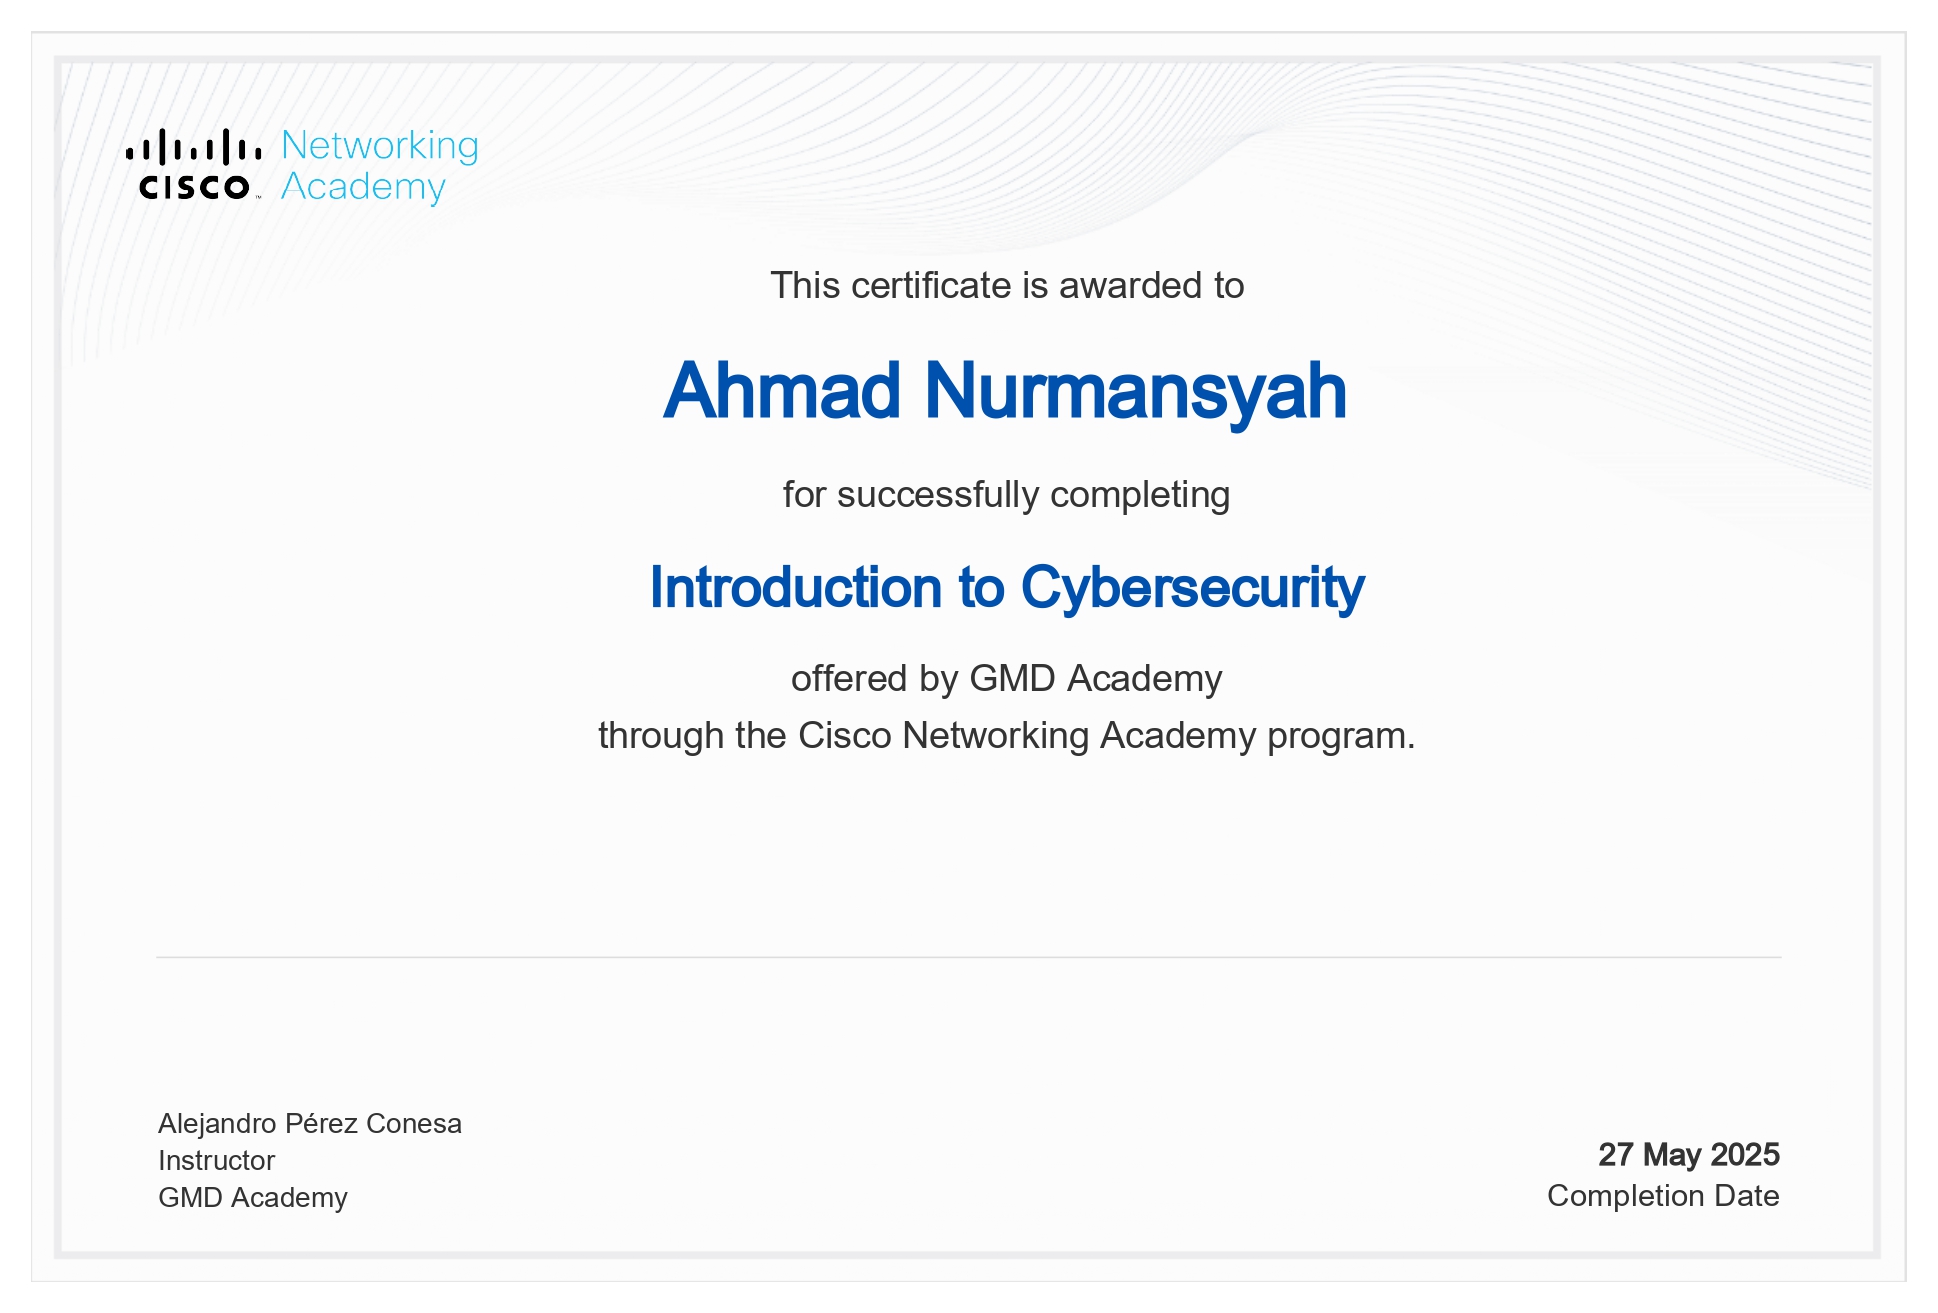 CISCO™ Networking
Academy
This certificate is awarded to
Ahmad Nurmansyah
for successfully completing
Introduction to Cybersecurity
offered by GMD Academy
through the Cisco Networking Academy program.
Alejandro Pérez Conesa
Instructor
GMD Academy
27 May 2025
Completion Date